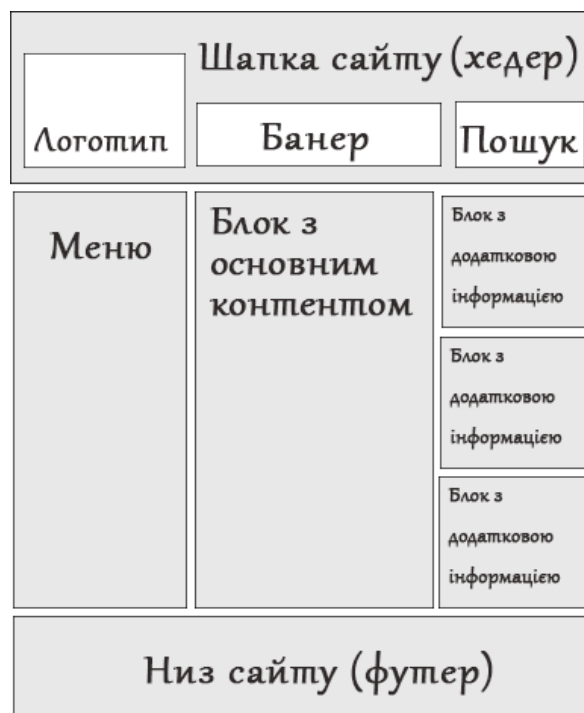 Шапка сайту (хедер)
Логотип
Банер
Пошук
Меню
Блок з
основним
контентом
Блок з
додатковою
інформацією
Блок з
додатковою
інформацією
Блок з
додатковою
інформацією
Низ сайту (футер)